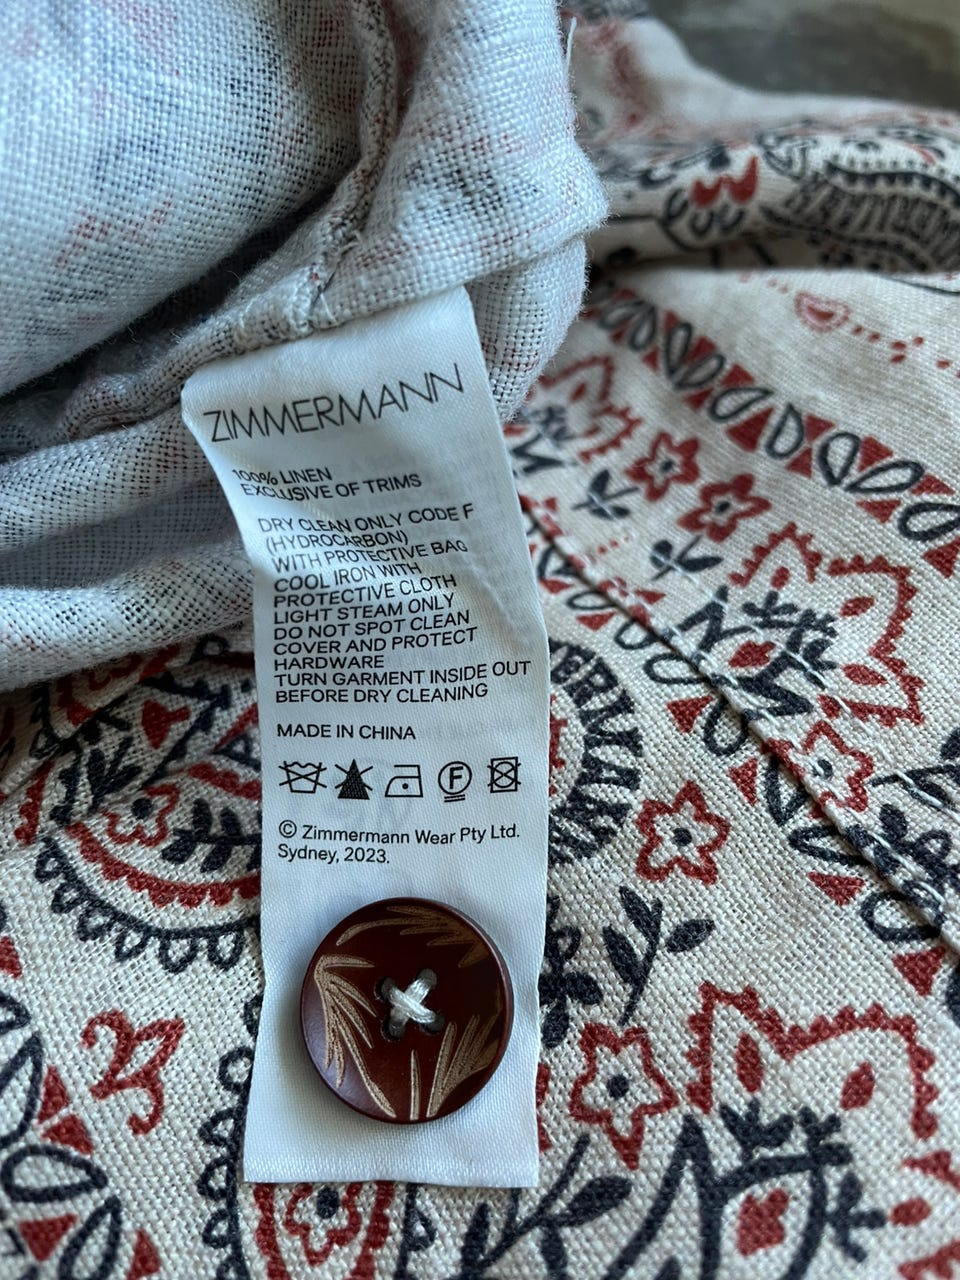 ZIMMERMANN
100% LINEN
EXCLUSIVE OF TRIMS
DRY CLEAN ONLY CODE F
(HYDROCARBON)
WITH PROTECTIVE BAG
COOL IRON WITH
PROTECTIVE CLOTH
LIGHT STEAM ONLY
DO NOT SPOT CLEAN
COVER AND PROTECT
HARDWARE
TURN GARMENT INSIDE OUT
BEFORE DRY CLEANING
MADE IN CHINA
F
© Zimmermann Wear Pty Ltd.
Sydney, 2023.